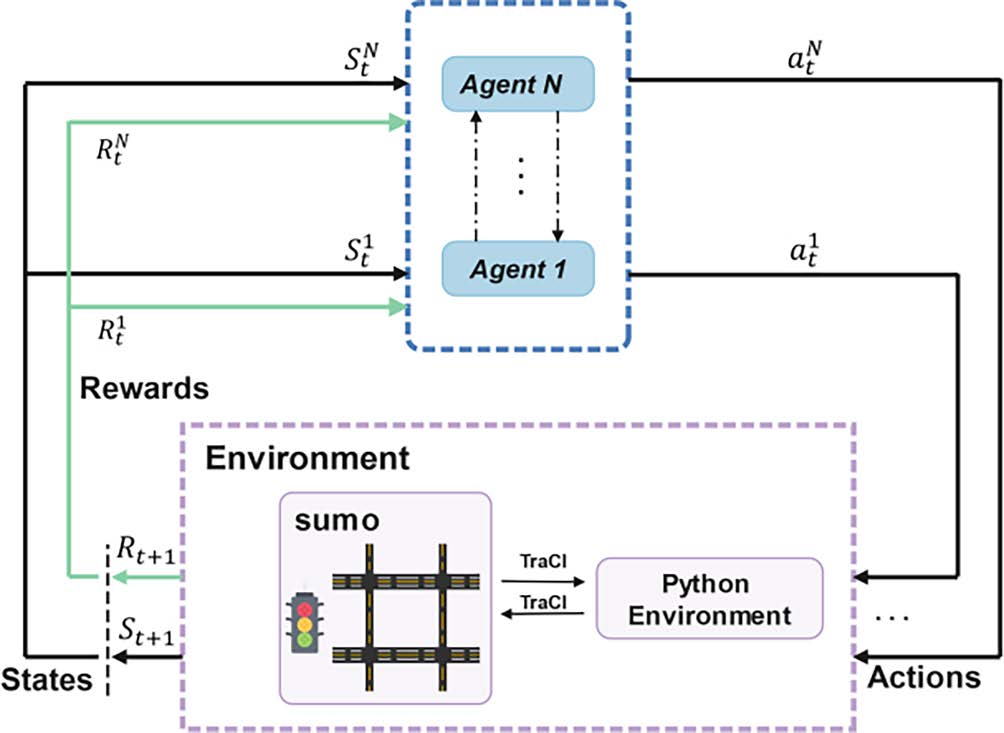 S_t^N
Agent N
a_t^N
R_t^N
⋮
S_t^1
Agent 1
a_t^1
R_t^1
Rewards
Environment
sumo
R_{t+1}
TraCI
Python
Environment
TraCI
...
S_{t+1}
States
Actions